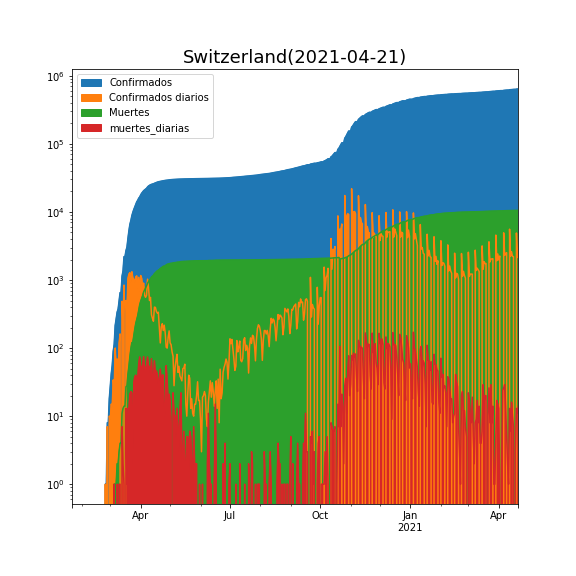 Switzerland(2021-04-21)
Confirmados
Confirmados diarios
Muertes
muertes_diarias
10^6
10^5
10^4
10^3
10^2
10^1
10^0
Apr Jul Oct Jan Apr
2021